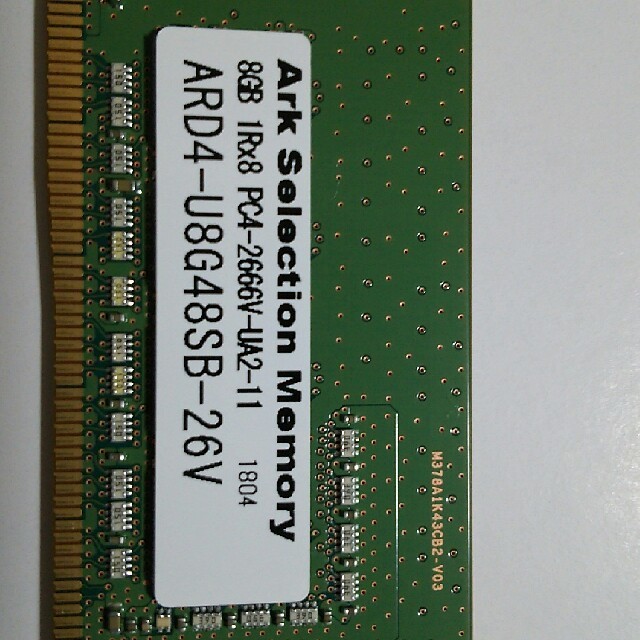 Ark Selection Memory
8GB 1Rx8 PC4-2666V-UA2-11 1804
ARD4-U8G48SB-26V
M378A1K43CB2 V03